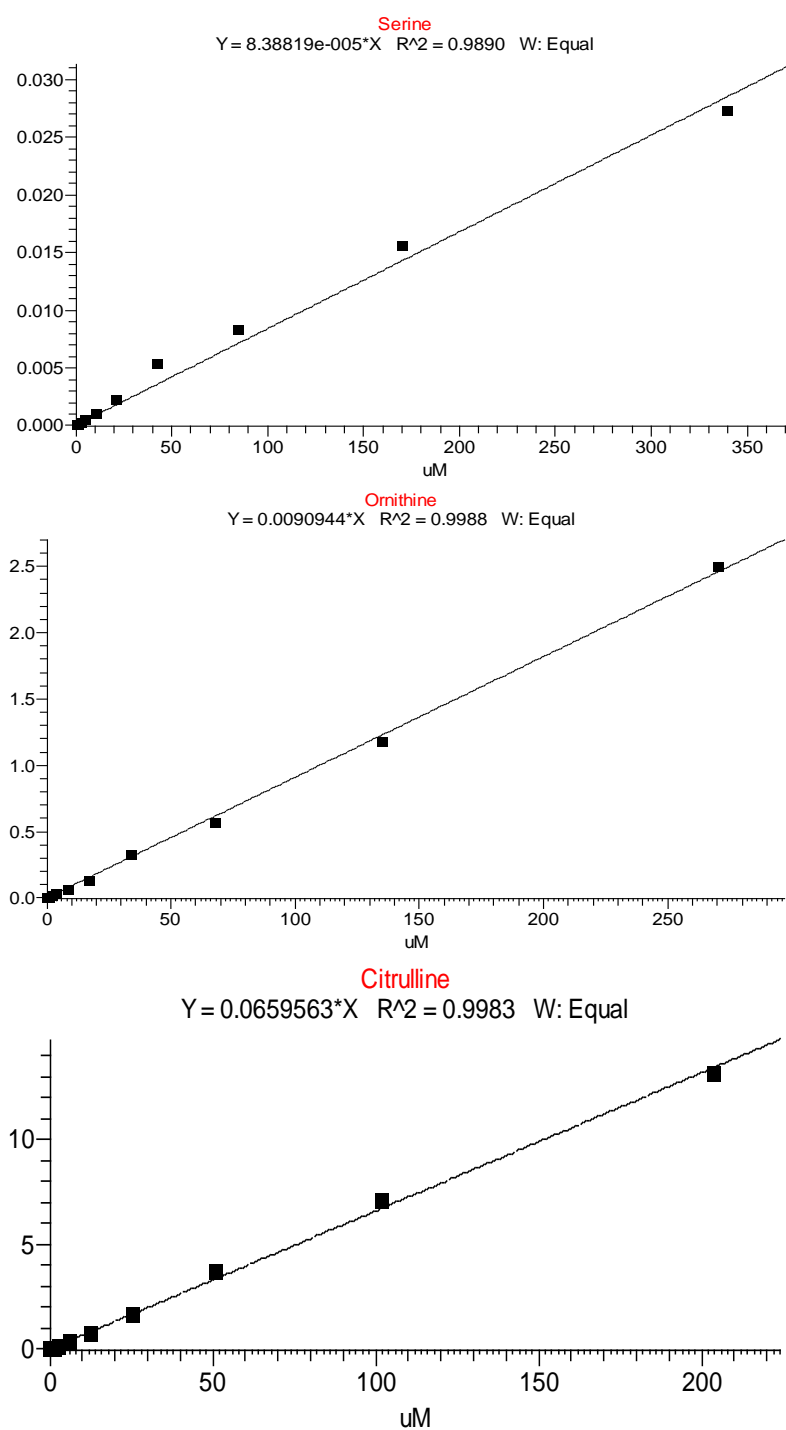 Serine
Y = 8.38819e-005*X R^2 = 0.9890 W: Equal
0.030
0.025
0.020
0.015
0.010
0.005
0.000
0 50 100 150 200 250 300 350
uM
Ornithine
Y = 0.0090944*X R^2 = 0.9988 W: Equal
2.5
2.0
1.5
1.0
0.5
0.0
0 50 100 150 200 250
uM
Citrulline
Y = 0.0659563*X R^2 = 0.9983 W: Equal
10
5
0
0 50 100 150 200
uM